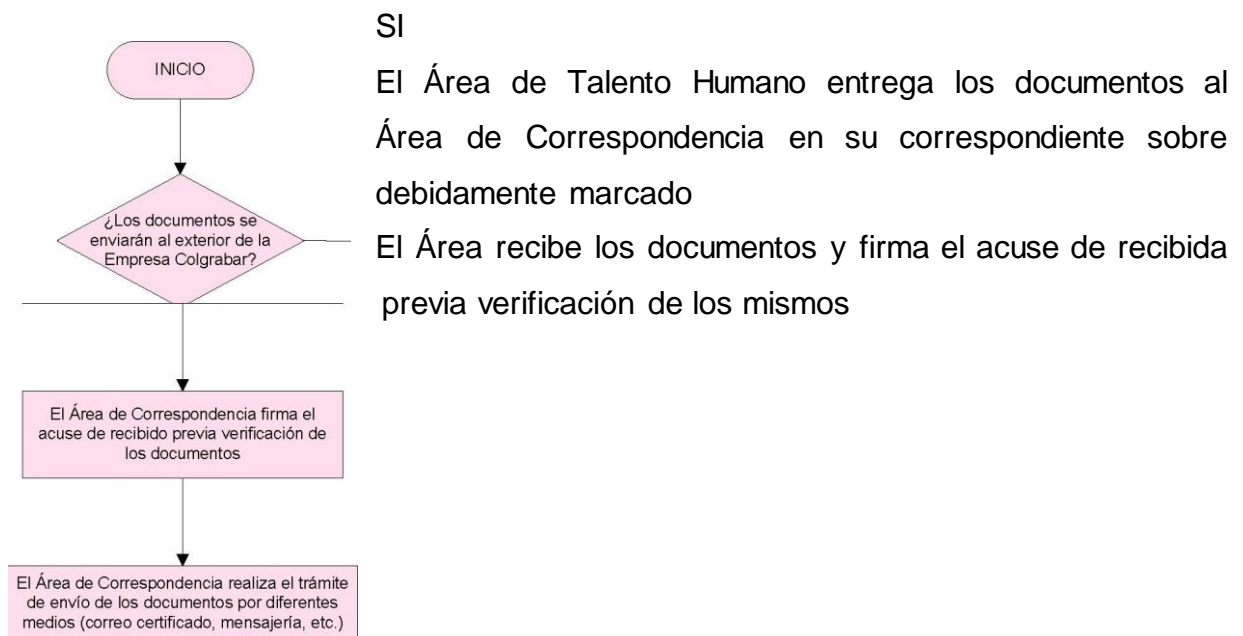 SI
El Área de Talento Humano entrega los documentos al
Área de Correspondencia en su correspondiente sobre
debidamente marcado
El Área recibe los documentos y firma el acuse de recibida
previa verificación de los mismos
INICIO
¿Los documentos se
enviarán al exterior de la
Empresa Colgrabar?
El Área de Correspondencia firma el
acuse de recibido previa verificación de
los documentos
El Área de Correspondencia realiza el trámite
de envío de los documentos por diferentes
medios (correo certificado, mensajería, etc.)